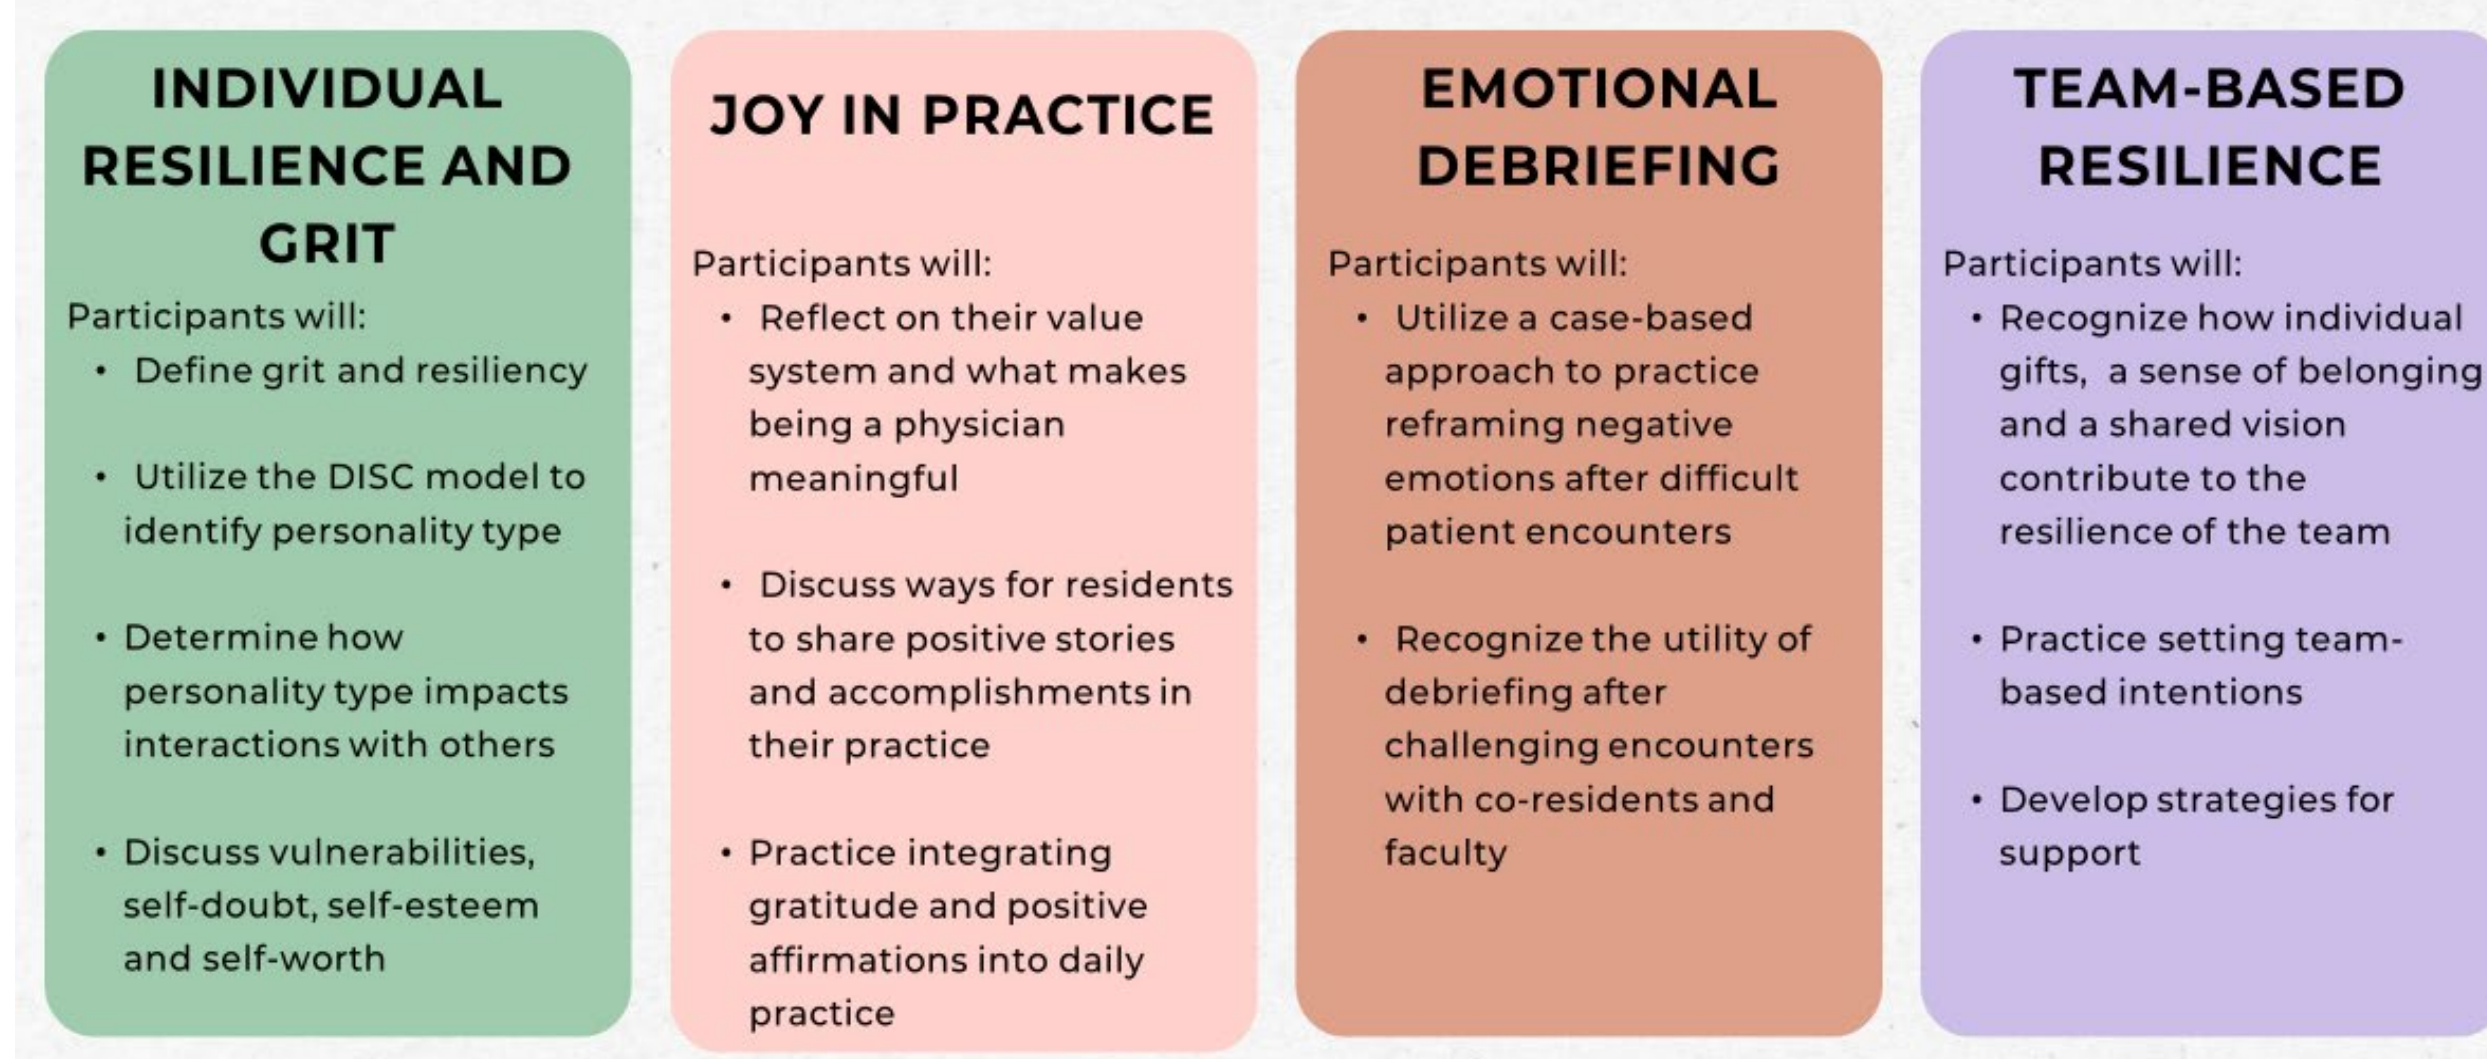 INDIVIDUAL
RESILIENCE AND
GRIT
Participants will:
• Define grit and resiliency
• Utilize the DISC model to
identify personality type
• Determine how
personality type impacts
interactions with others
• Discuss vulnerabilities,
self-doubt, self-esteem
and self-worth
JOY IN PRACTICE
Participants will:
• Reflect on their value
system and what makes
being a physician
meaningful
• Discuss ways for residents
to share positive stories
and accomplishments in
their practice
• Practice integrating
gratitude and positive
affirmations into daily
practice
EMOTIONAL
DEBRIEFING
Participants will:
• Utilize a case-based
approach to practice
reframing negative
emotions after difficult
patient encounters
• Recognize the utility of
debriefing after
challenging encounters
with co-residents and
faculty
TEAM-BASED
RESILIENCE
Participants will:
• Recognize how individual
gifts, a sense of belonging
and a shared vision
contribute to the
resilience of the team
• Practice setting team-
based intentions
• Develop strategies for
support